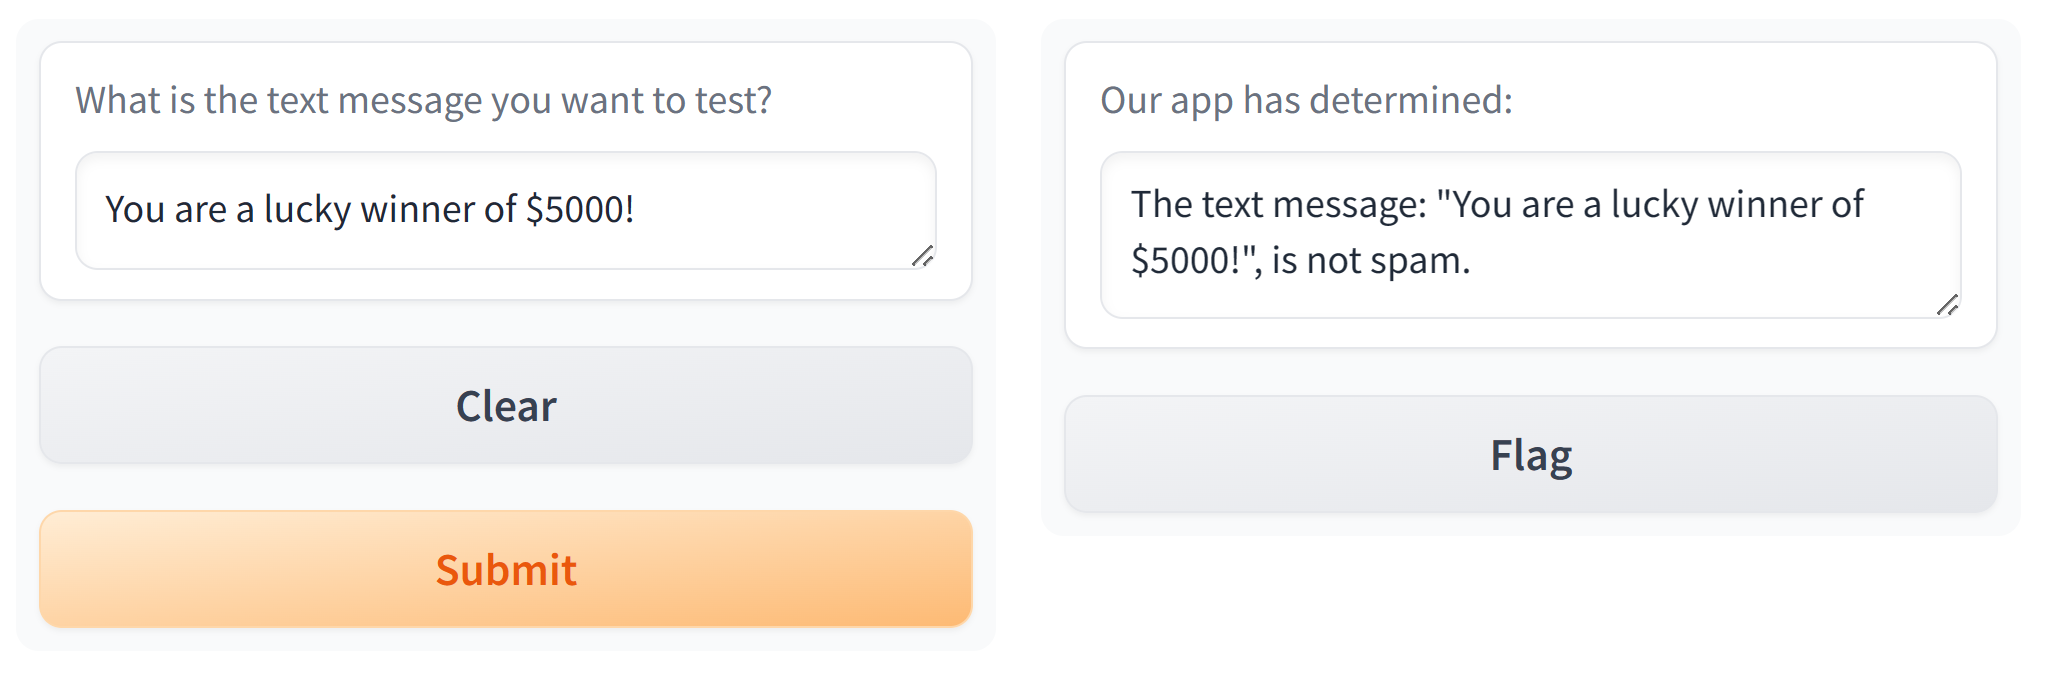 What is the text message you want to test?
You are a lucky winner of $5000!
Clear
Submit
Our app has determined:
The text message: "You are a lucky winner of
$5000!", is not spam.
Flag